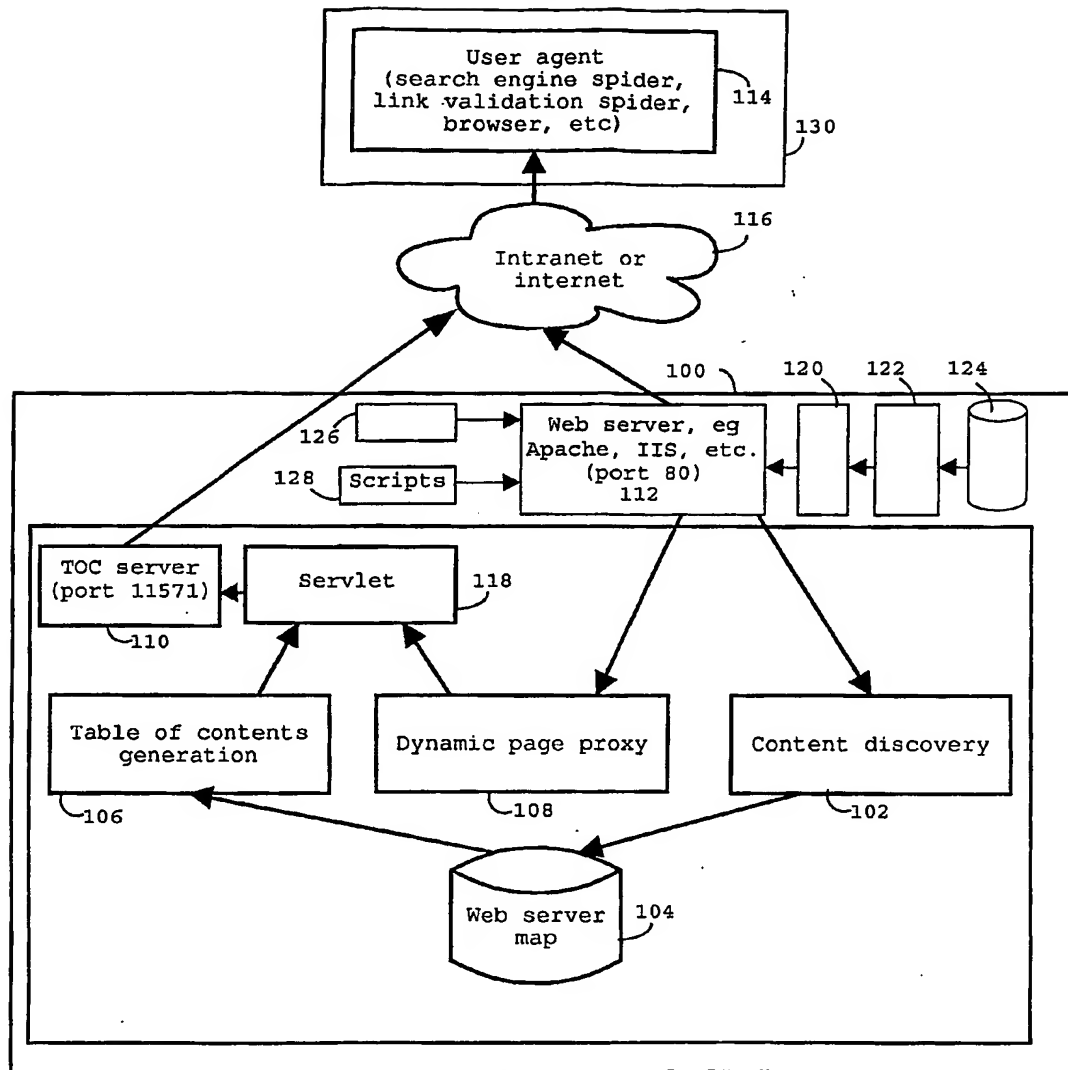 User agent
(search engine spider,
link validation spider,
browser, etc)
114
130
116
Intranet or
internet
100
120
122
124
126
Web server, eg
Apache, IIS, etc.
(port 80)
112
128
Scripts
TOC server
(port 11571)
110
Servlet
118
Table of contents
generation
106
Dynamic page proxy
108
Content discovery
102
Web server
map
104